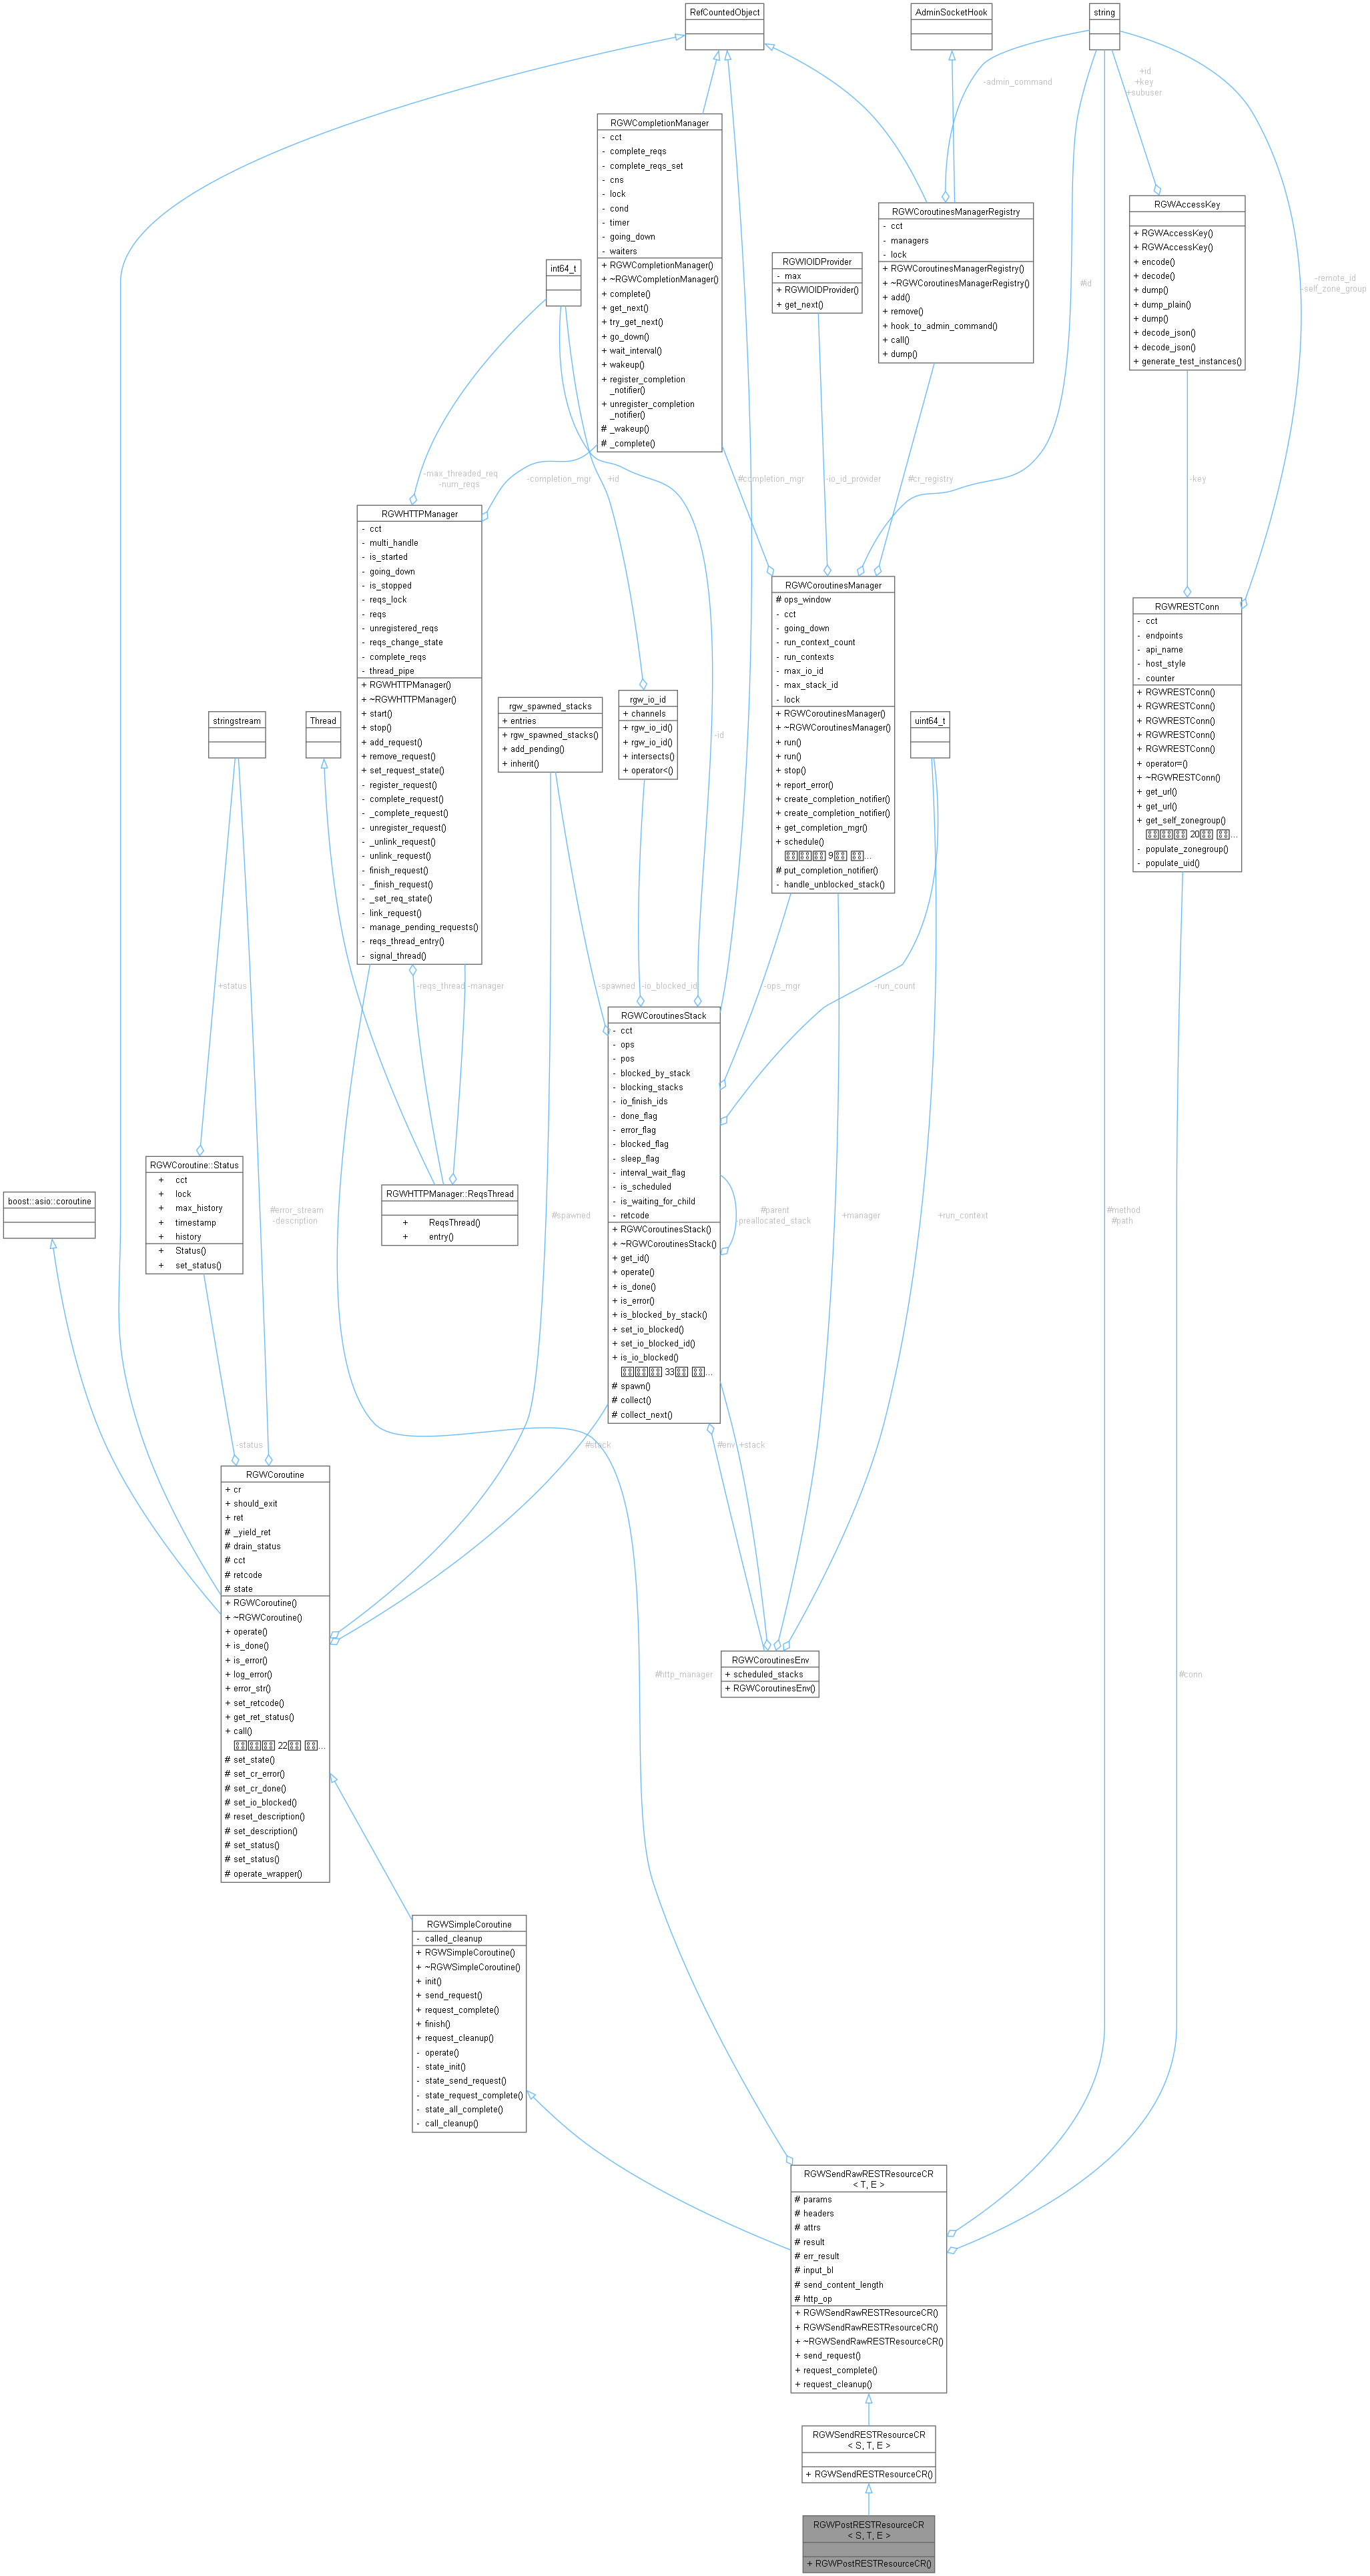 RefCountedObject
AdminSocketHook
string
-admin_command
+id
+key
+subuser
RGWCompletionManager
- cct
- complete_reqs
- complete_reqs_set
- cns
- lock
- cond
- timer
- going_down
- waiters
+ RGWCompletionManager()
+ ~RGWCompletionManager()
+ complete()
+ get_next()
+ try_get_next()
+ go_down()
+ wait_interval()
+ wakeup()
+ register_completion
_notifier()
+ unregister_completion
_notifier()
# _wakeup()
# _complete()
RGWCoroutinesManagerRegistry
- cct
- managers
- lock
+ RGWCoroutinesManagerRegistry()
+ ~RGWCoroutinesManagerRegistry()
+ add()
+ remove()
+ hook_to_admin_command()
+ call()
+ dump()
RGWAccessKey
+ RGWAccessKey()
+ RGWAccessKey()
+ encode()
+ decode()
+ dump()
+ dump_plain()
+ dump()
+ decode_json()
+ decode_json()
+ generate_test_instances()
int64_t
RGWIOIDProvider
- max
+ RGWIOIDProvider()
+ get_next()
#id
-remote_id
-self_zone_group
-max_threaded_req
-num_reqs
-completion_mgr
+id
#completion_mgr
-io_id_provider
#cr_registry
-key
RGWHTTPManager
- cct
- multi_handle
- is_started
- going_down
- is_stopped
- reqs_lock
- reqs
- unregistered_reqs
- reqs_change_state
- complete_reqs
- thread_pipe
+ RGWHTTPManager()
+ ~RGWHTTPManager()
+ start()
+ stop()
+ add_request()
+ remove_request()
+ set_request_state()
- register_request()
- complete_request()
- _complete_request()
- unregister_request()
- _unlink_request()
- unlink_request()
- finish_request()
- _finish_request()
- _set_req_state()
- link_request()
- manage_pending_requests()
- reqs_thread_entry()
- signal_thread()
RGWCoroutinesManager
# ops_window
- cct
- going_down
- run_context_count
- run_contexts
- max_io_id
- max_stack_id
- lock
+ RGWCoroutinesManager()
+ ~RGWCoroutinesManager()
+ run()
+ run()
+ stop()
+ report_error()
+ create_completion_notifier()
+ create_completion_notifier()
+ get_completion_mgr()
+ schedule()
9 ...
# put_completion_notifier()
- handle_unblocked_stack()
RGWRESTConn
- cct
- endpoints
- api_name
- host_style
- counter
+ RGWRESTConn()
+ RGWRESTConn()
+ RGWRESTConn()
+ RGWRESTConn()
+ RGWRESTConn()
+ operator=()
+ ~RGWRESTConn()
+ get_url()
+ get_url()
+ get_self_zonegroup()
20 ...
- populate_zonegroup()
- populate_uid()
stringstream
Thread
rgw_spawned_stacks
+ entries
+ rgw_spawned_stacks()
+ add_pending()
+ inherit()
rgw_io_id
+ channels
+ rgw_io_id()
+ rgw_io_id()
+ intersects()
+ operator<()
uint64_t
-id
+status
-reqs_thread
-manager
-spawned
-io_blocked_id
-ops_mgr
-run_count
RGWCoroutinesStack
- cct
- ops
- pos
- blocked_by_stack
- blocking_stacks
- io_finish_ids
- done_flag
- error_flag
- blocked_flag
- sleep_flag
- interval_wait_flag
- is_scheduled
- is_waiting_for_child
- retcode
+ RGWCoroutinesStack()
+ ~RGWCoroutinesStack()
+ get_id()
+ operate()
+ is_done()
+ is_error()
+ is_blocked_by_stack()
+ set_io_blocked()
+ set_io_blocked_id()
+ is_io_blocked()
33 ...
# spawn()
# collect()
# collect_next()
RGWCoroutine::Status
+ cct
+ lock
+ max_history
+ timestamp
+ history
+ Status()
+ set_status()
boost::asio::coroutine
RGWHTTPManager::ReqsThread
+ ReqsThread()
+ entry()
#error_stream
-description
#spawned
#parent
-preallocated_stack
+manager
+run_context
#method
#path
-status
#stack
#env
+stack
RGWCoroutine
+ cr
+ should_exit
+ ret
# _yield_ret
# drain_status
# cct
# retcode
# state
+ RGWCoroutine()
+ ~RGWCoroutine()
+ operate()
+ is_done()
+ is_error()
+ log_error()
+ error_str()
+ set_retcode()
+ get_ret_status()
+ call()
22 ...
# set_state()
# set_cr_error()
# set_cr_done()
# set_io_blocked()
# reset_description()
# set_description()
# set_status()
# set_status()
# operate_wrapper()
#http_manager
RGWCoroutinesEnv
+ scheduled_stacks
+ RGWCoroutinesEnv()
#conn
RGWSimpleCoroutine
- called_cleanup
+ RGWSimpleCoroutine()
+ ~RGWSimpleCoroutine()
+ init()
+ send_request()
+ request_complete()
+ finish()
+ request_cleanup()
- operate()
- state_init()
- state_send_request()
- state_request_complete()
- state_all_complete()
- call_cleanup()
RGWSendRawRESTResourceCR
< T, E >
# params
# headers
# attrs
# result
# err_result
# input_bl
# send_content_length
# http_op
+ RGWSendRawRESTResourceCR()
+ RGWSendRawRESTResourceCR()
+ ~RGWSendRawRESTResourceCR()
+ send_request()
+ request_complete()
+ request_cleanup()
RGWSendRESTResourceCR
< S, T, E >
+ RGWSendRESTResourceCR()
RGWPostRESTResourceCR
< S, T, E >
+ RGWPostRESTResourceCR()